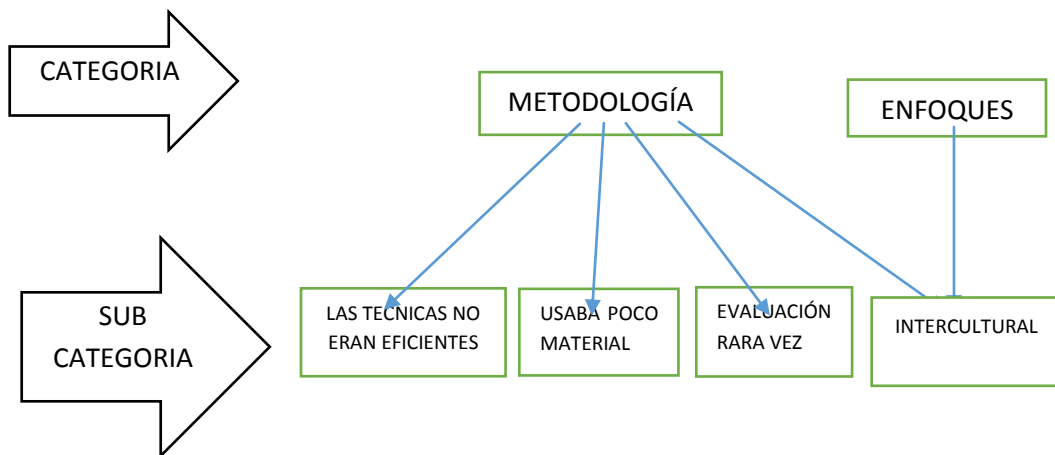 CATEGORIA
METODOLOGÍA
ENFOQUES
SUB
CATEGORIA
LAS TECNICAS NO
ERAN EFICIENTES
USABA POCO
MATERIAL
EVALUACIÓN
RARA VEZ
INTERCULTURAL